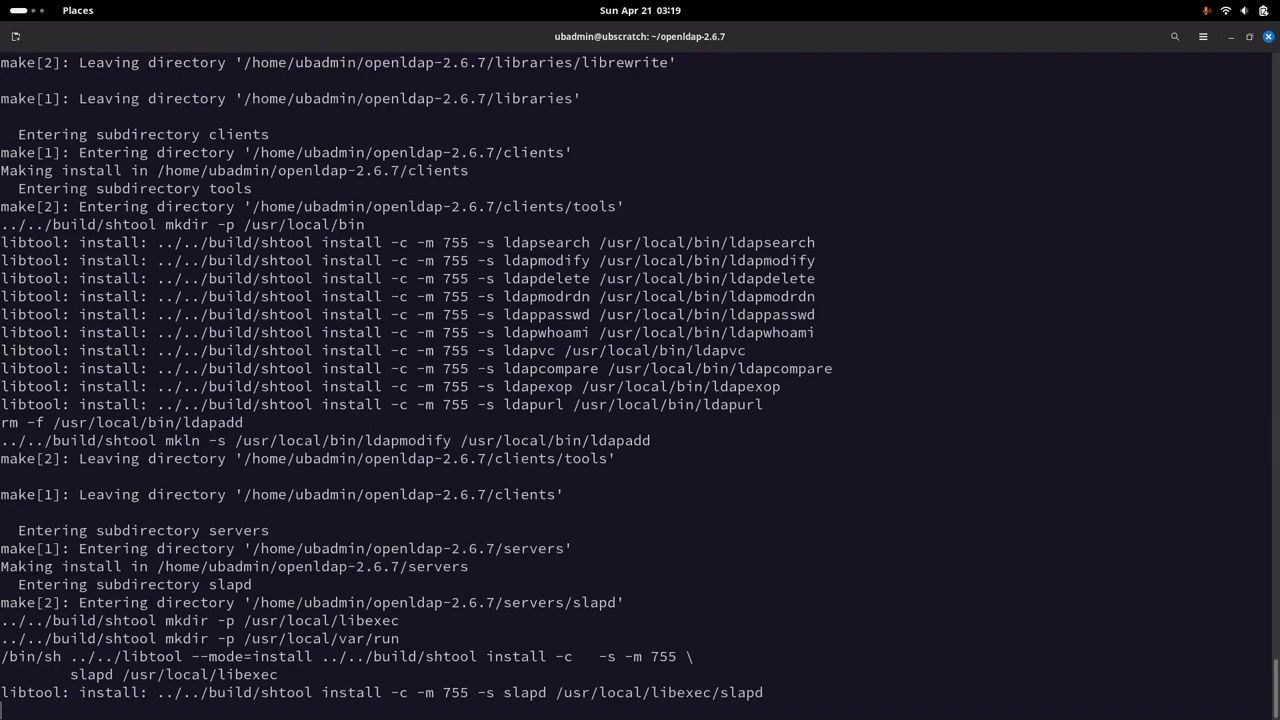 Places
Sun Apr 21 03:19
ubadmin@ubscratch: ~/openldap-2.6.7
make[2]: Leaving directory '/home/ubadmin/openldap-2.6.7/libraries/librewrite'
make[1]: Leaving directory '/home/ubadmin/openldap-2.6.7/libraries'
Entering subdirectory clients
make[1]: Entering directory '/home/ubadmin/openldap-2.6.7/clients'
Making install in /home/ubadmin/openldap-2.6.7/clients
Entering subdirectory tools
make[2]: Entering directory '/home/ubadmin/openldap-2.6.7/clients/tools'
../../build/shtool mkdir -p /usr/local/bin
libtool: install: ../../build/shtool install -c -m 755 -s ldapsearch /usr/local/bin/ldapsearch
libtool: install: ../../build/shtool install -c -m 755 -s ldapmodify /usr/local/bin/ldapmodify
libtool: install: ../../build/shtool install -c -m 755 -s ldapdelete /usr/local/bin/ldapdelete
libtool: install: ../../build/shtool install -c -m 755 -s ldapmodrdn /usr/local/bin/ldapmodrdn
libtool: install: ../../build/shtool install -c -m 755 -s ldappasswd /usr/local/bin/ldappasswd
libtool: install: ../../build/shtool install -c -m 755 -s ldapwhoami /usr/local/bin/ldapwhoami
libtool: install: ../../build/shtool install -c -m 755 -s ldapvc /usr/local/bin/ldapvc
libtool: install: ../../build/shtool install -c -m 755 -s ldapcompare /usr/local/bin/ldapcompare
libtool: install: ../../build/shtool install -c -m 755 -s ldapexop /usr/local/bin/ldapexop
libtool: install: ../../build/shtool install -c -m 755 -s ldapurl /usr/local/bin/ldapurl
rm -f /usr/local/bin/ldapadd
../../build/shtool mkln -s /usr/local/bin/ldapmodify /usr/local/bin/ldapadd
make[2]: Leaving directory '/home/ubadmin/openldap-2.6.7/clients/tools'
make[1]: Leaving directory '/home/ubadmin/openldap-2.6.7/clients'
Entering subdirectory servers
make[1]: Entering directory '/home/ubadmin/openldap-2.6.7/servers'
Making install in /home/ubadmin/openldap-2.6.7/servers
Entering subdirectory slapd
make[2]: Entering directory '/home/ubadmin/openldap-2.6.7/servers/slapd'
../../build/shtool mkdir -p /usr/local/libexec
../../build/shtool mkdir -p /usr/local/var/run
/bin/sh ../../libtool --mode=install ../../build/shtool install -c   -s -m 755 \
slapd /usr/local/libexec
libtool: install: ../../build/shtool install -c -m 755 -s slapd /usr/local/libexec/slapd